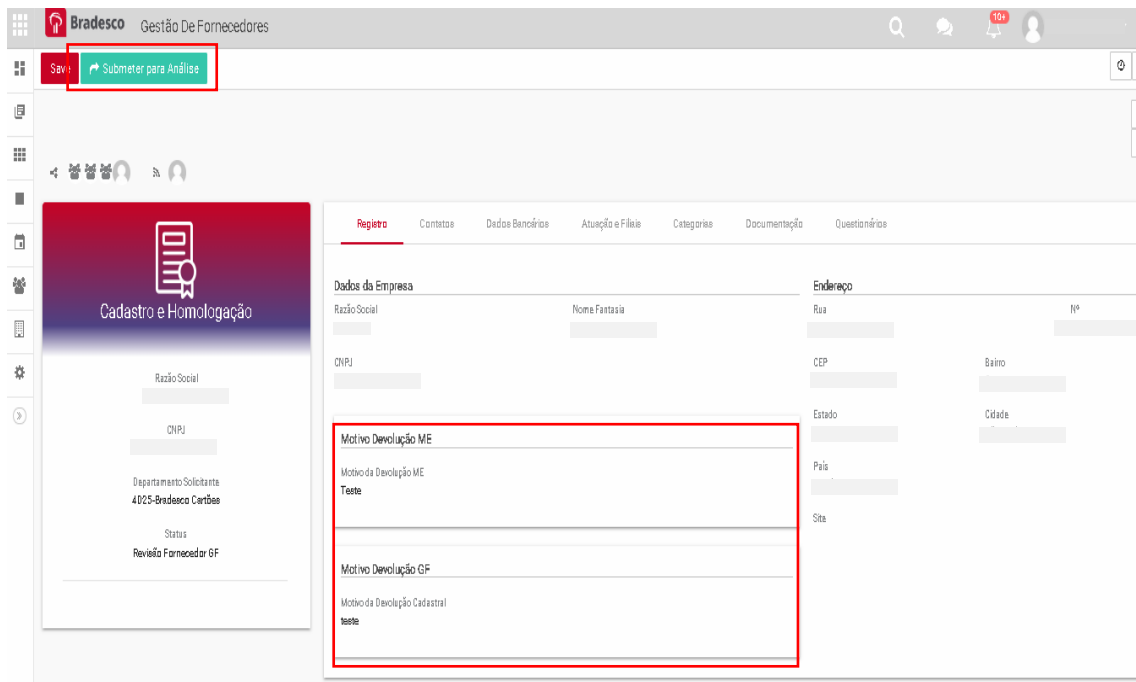 Bradesco Gestão De Fornecedores
10+
Save Submeter para Análise
Registro Contatos Dados Bancários Atuação e Filiais Categorias Documentação Questionários
Cadastro e Homologação
Razão Social
CNPJ
Departamento Solicitante
4025-Bradesco Cartões
Status
Revisão Fornecedor GF
Dados da Empresa
Razão Social Nome Fantasia
CNPJ
Motivo Devolução ME
Motivo da Devolução ME
Teste
Motivo Devolução GF
Motivo da Devolução Cadastral
teste
Endereço
Rua Nº
CEP Bairro
Estado Cidade
País
Site